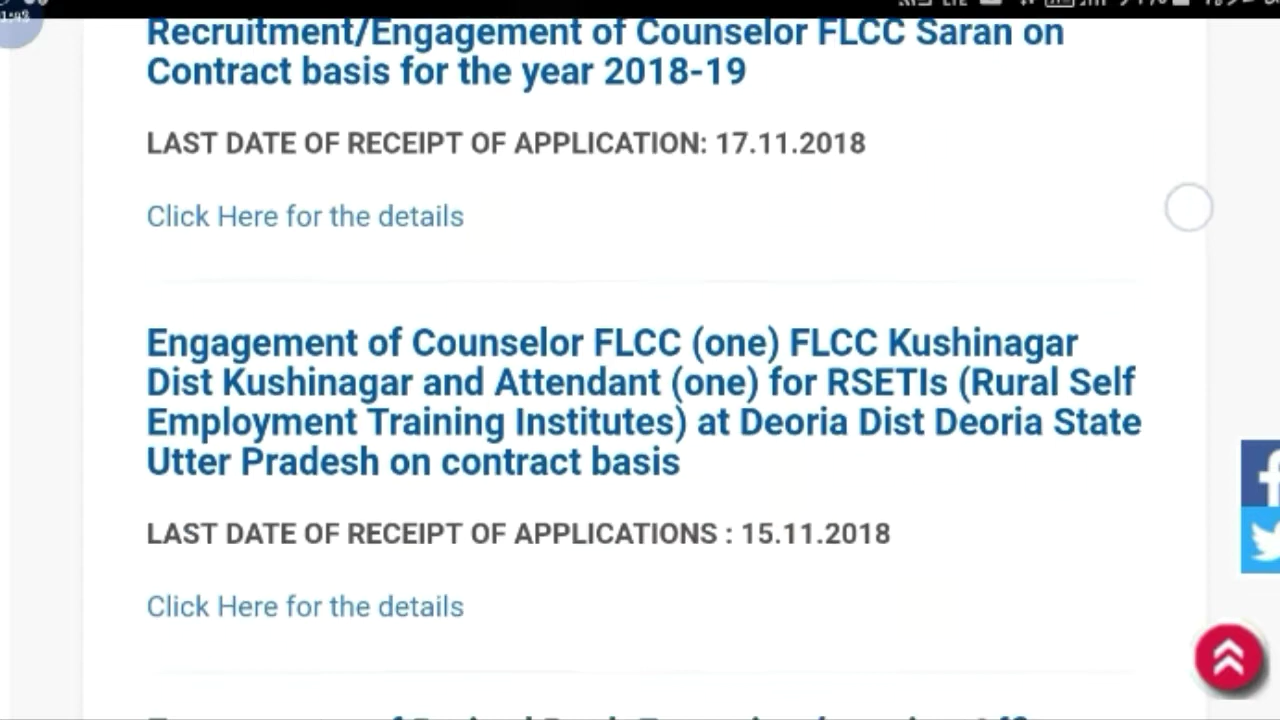 Recruitment/Engagement of Counselor FLCC Saran on
Contract basis for the year 2018-19
LAST DATE OF RECEIPT OF APPLICATION: 17.11.2018
Click Here for the details
Engagement of Counselor FLCC (one) FLCC Kushinagar
Dist Kushinagar and Attendant (one) for RSETIs (Rural Self
Employment Training Institutes) at Deoria Dist Deoria State
Utter Pradesh on contract basis
LAST DATE OF RECEIPT OF APPLICATIONS : 15.11.2018
Click Here for the details